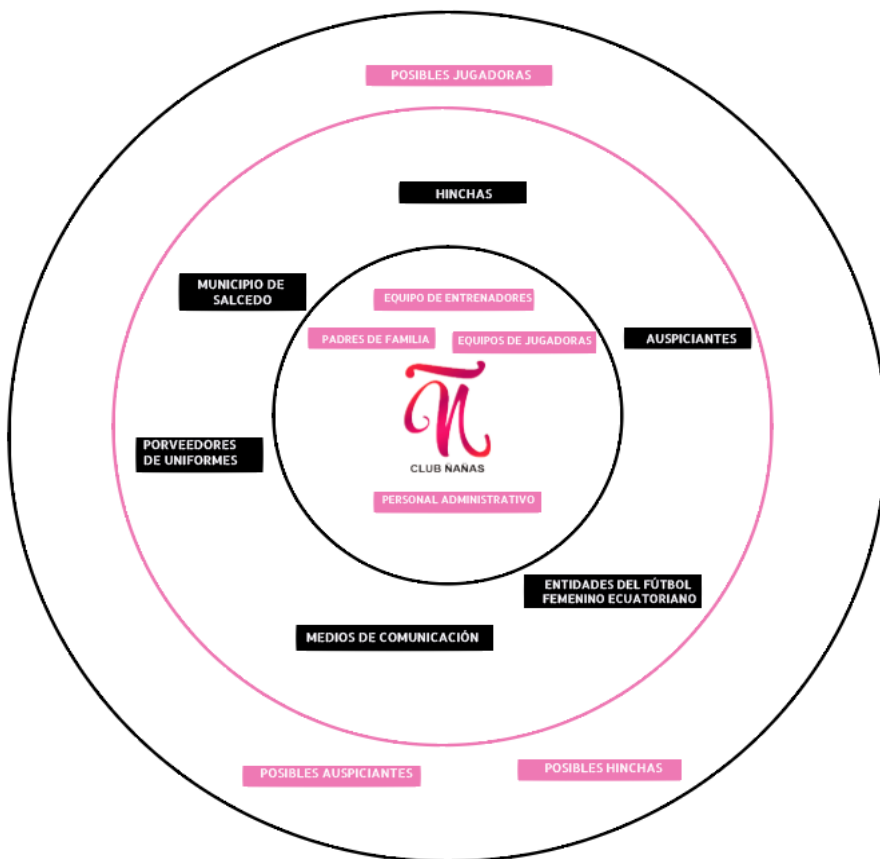 POSIBLES JUGADORAS
HINCHAS
MUNICIPIO DE
SALCEDO
EQUIPO DE ENTRENADORES
PADRES DE FAMILIA
EQUIPOS DE JUGADORAS
AUSPICIANTES
Ñ
CLUB ÑAÑAS
PORVEEDORES
DE UNIFORMES
PERSONAL ADMINISTRATIVO
ENTIDADES DEL FÚTBOL
FEMENINO ECUATORIANO
MEDIOS DE COMUNICACIÓN
POSIBLES AUSPICIANTES
POSIBLES HINCHAS